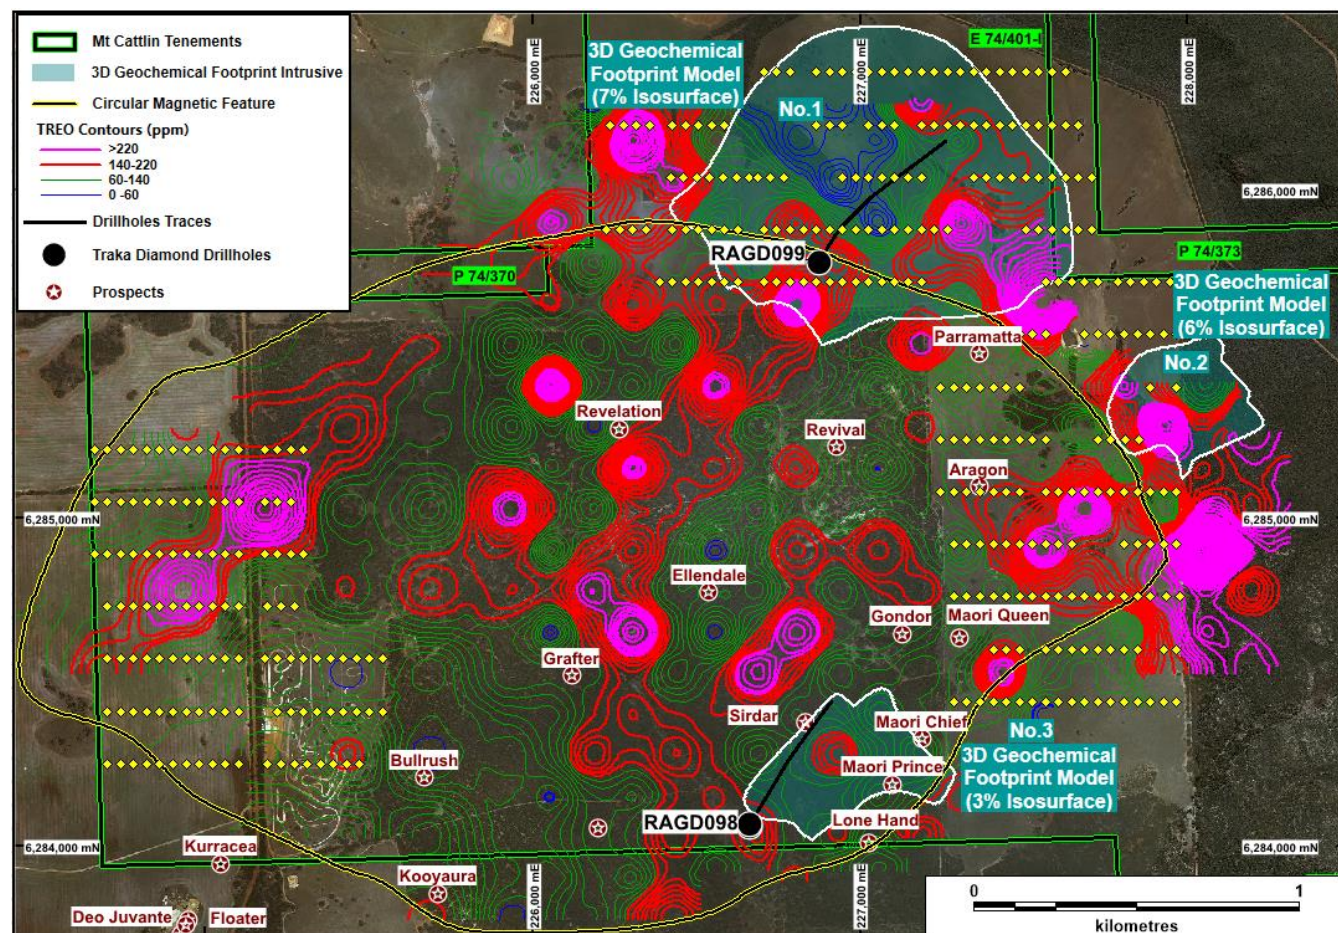 Mt Cattlin Tenements
3D Geochemical Footprint Intrusive
Circular Magnetic Feature
TREO Contours (ppm)
>220
140-220
60-140
0 -60
Drillholes Traces
Traka Diamond Drillholes
Prospects
226,000 mE
227,000 mE
228,000 mE
E 74/401-I
3D Geochemical
Footprint Model
(7% Isosurface)
No.1
6,286,000 mN
RAGD099
P 74/370
P 74/373
3D Geochemical
Footprint Model
(6% Isosurface)
No.2
Parramatta
Revelation
Revival
Aragon
6,285,000 mN
6,285,000 mN
Ellendale
Gondor
Maori Queen
Grafter
Sirdar
Maori Chief
No.3
3D Geochemical
Footprint Model
(3% Isosurface)
Bullrush
Maori Prince
RAGD098
Lone Hand
6,284,000 mN
6,284,000 mN
Kurracea
Kooyaura
226,000 mE
227,000 mE
Deo Juvante
Floater
0
1
kilometres